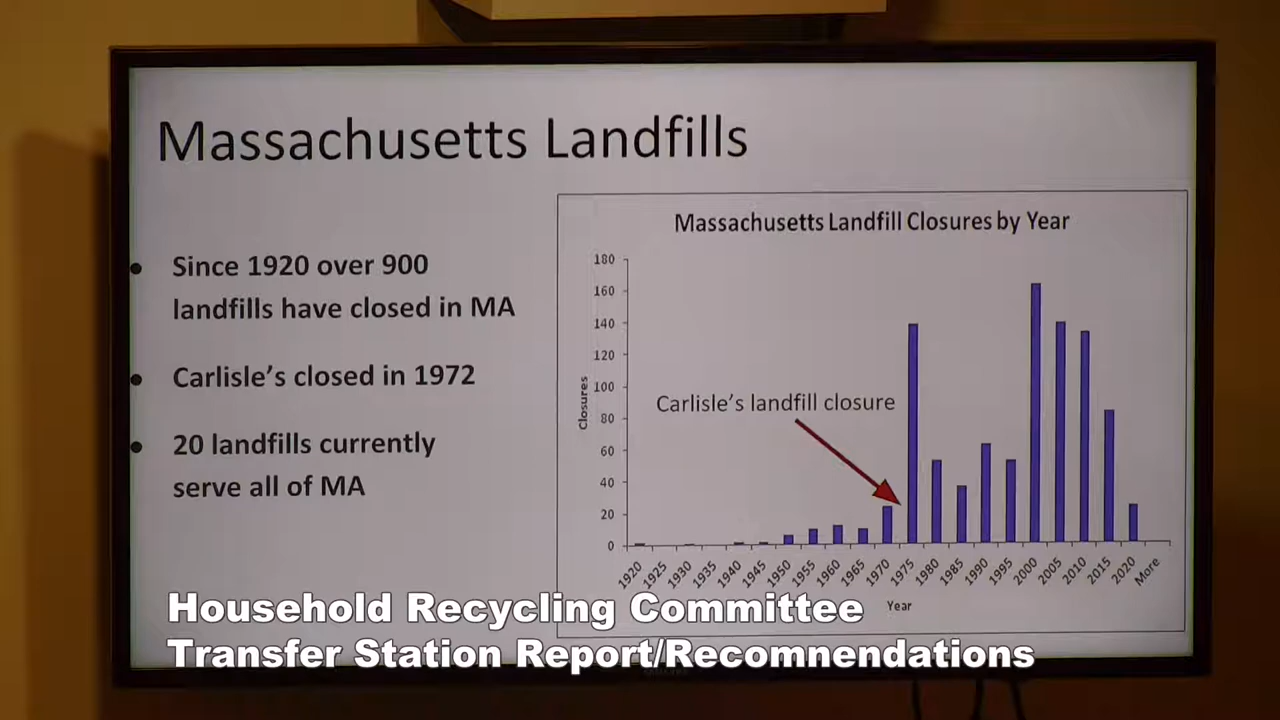 Massachusetts Landfills
Since 1920 over 900
landfills have closed in MA
Carlisle's closed in 1972
20 landfills currently
serve all of MA
Massachusetts Landfill Closures by Year
180
160
140
120
100
80
60
40
20
0
Closures
Carlisle's landfill closure
1920 1925 1930 1935 1940 1945 1950 1955 1960 1965 1970 1975 1980 1985 1990 1995 2000 2005 2010 2015 2020 More
Year
Household Recycling Committee
Transfer Station Report/Recomnendations